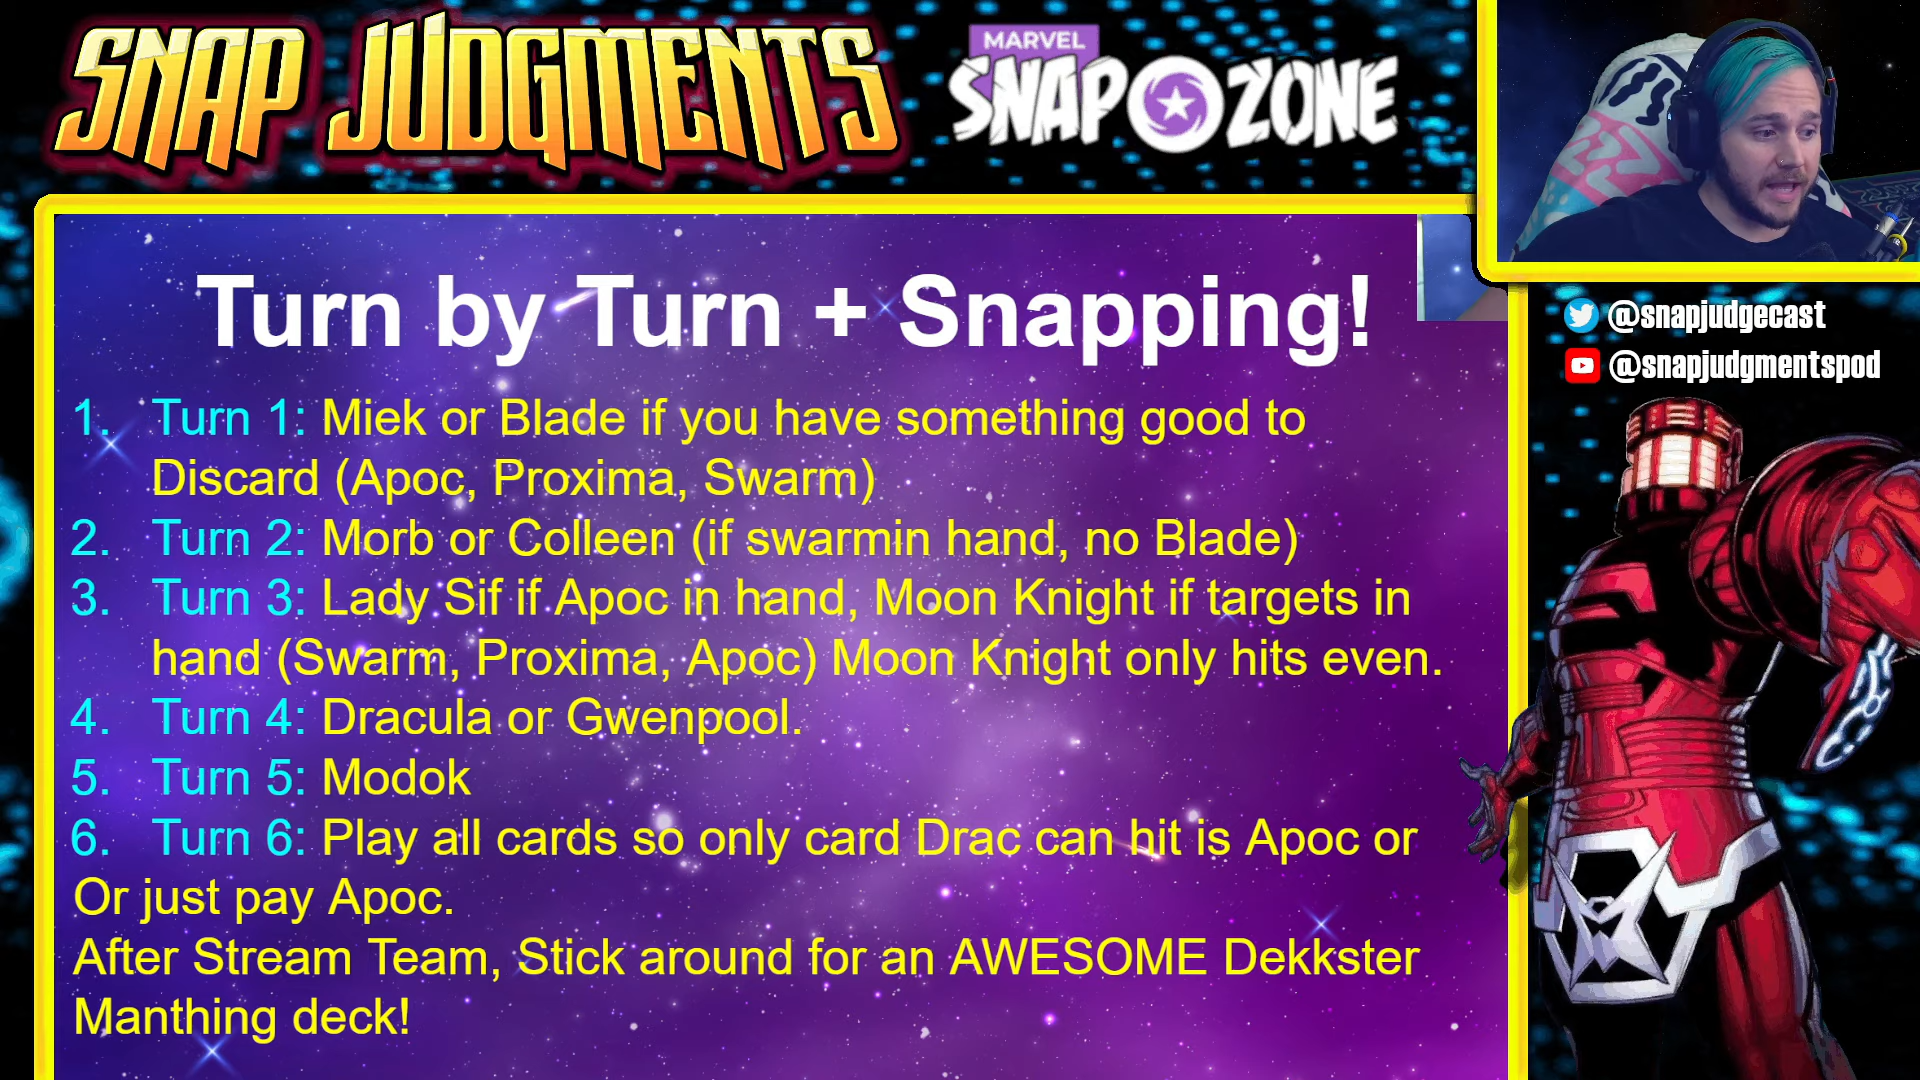 SNAP JUDGMENTS
MARVEL
SNAP ZONE
@snapjudgecast
@snapjudgmentspod
Turn by Turn + Snapping!
1. Turn 1: Miek or Blade if you have something good to
Discard (Apoc, Proxima, Swarm)
2. Turn 2: Morb or Colleen (if swarmin hand, no Blade)
3. Turn 3: Lady Sif if Apoc in hand, Moon Knight if targets in
hand (Swarm, Proxima, Apoc) Moon Knight only hits even.
4. Turn 4: Dracula or Gwenpool.
5. Turn 5: Modok
6. Turn 6: Play all cards so only card Drac can hit is Apoc or
Or just pay Apoc.
After Stream Team, Stick around for an AWESOME Dekkster
Manthing deck!